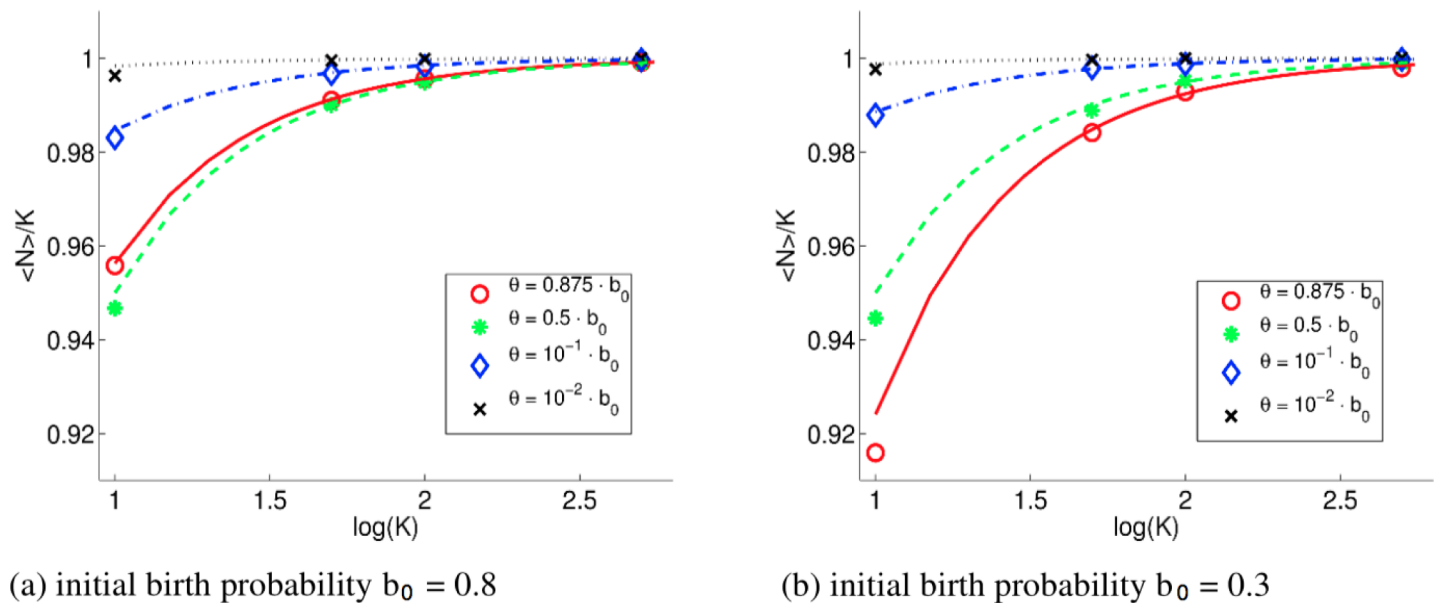 1
0.98
0.96
0.94
0.92
<N>/K
θ = 0.875 · b₀
θ = 0.5 · b₀
θ = 10⁻¹ · b₀
θ = 10⁻² · b₀
1
1.5
2
2.5
log(K)
(a) initial birth probability b₀ = 0.8
1
0.98
0.96
0.94
0.92
<N>/K
θ = 0.875 · b₀
θ = 0.5 · b₀
θ = 10⁻¹ · b₀
θ = 10⁻² · b₀
1
1.5
2
2.5
log(K)
(b) initial birth probability b₀ = 0.3